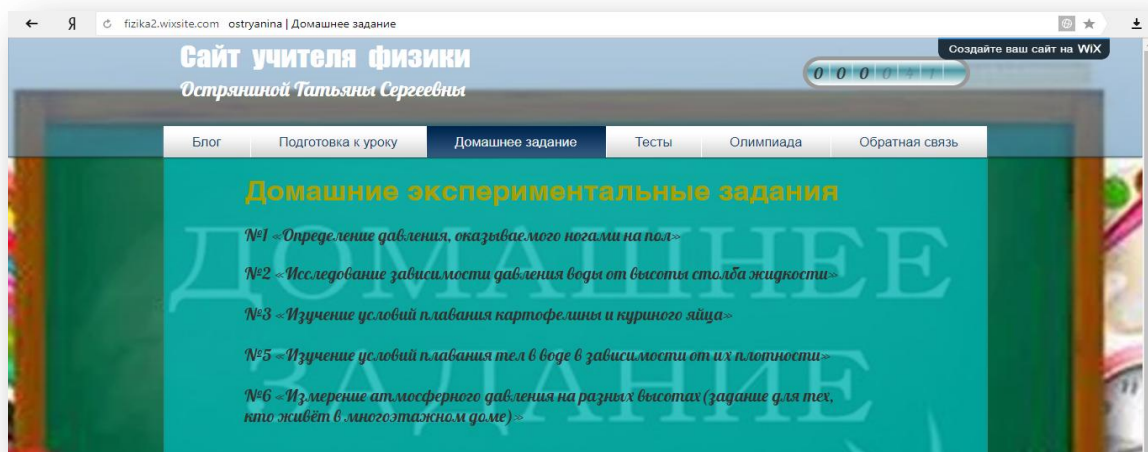 Я fizika2.wixsite.com ostryanina | Домашнее задание
Создайте ваш сайт на WiX
Сайт учителя физики
Остряниной Татьяны Сергеевны
Блог Подготовка к уроку Домашнее задание Тесты Олимпиада Обратная связь
Домашние экспериментальные задания
ДОМАШНЕЕ
ЗАДАНИЕ
№1 «Определение давления, оказываемого ногами на пол»
№2 «Исследование зависимости давления воды от высоты столба жидкости»
№3 «Изучение условий плавания картофелины и куриного яйца»
№5 «Изучение условий плавания тел в воде в зависимости от их плотности»
№6 «Измерение атмосферного давления на разных высотах (задание для тех,
кто живёт в многоэтажном доме)»